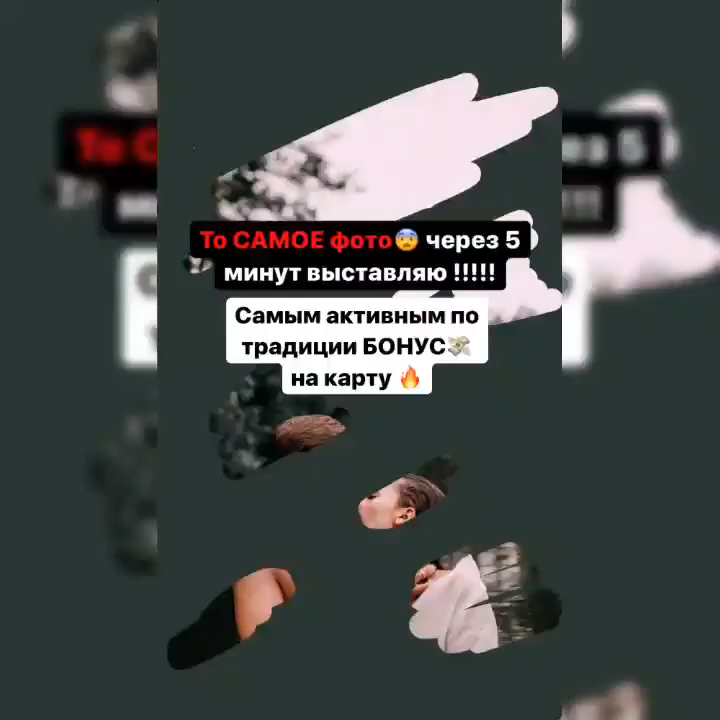 То САМОЕ фото😨 через 5
минут выставляю !!!!!
Самым активным по
традиции БОНУС💸
на карту 🔥